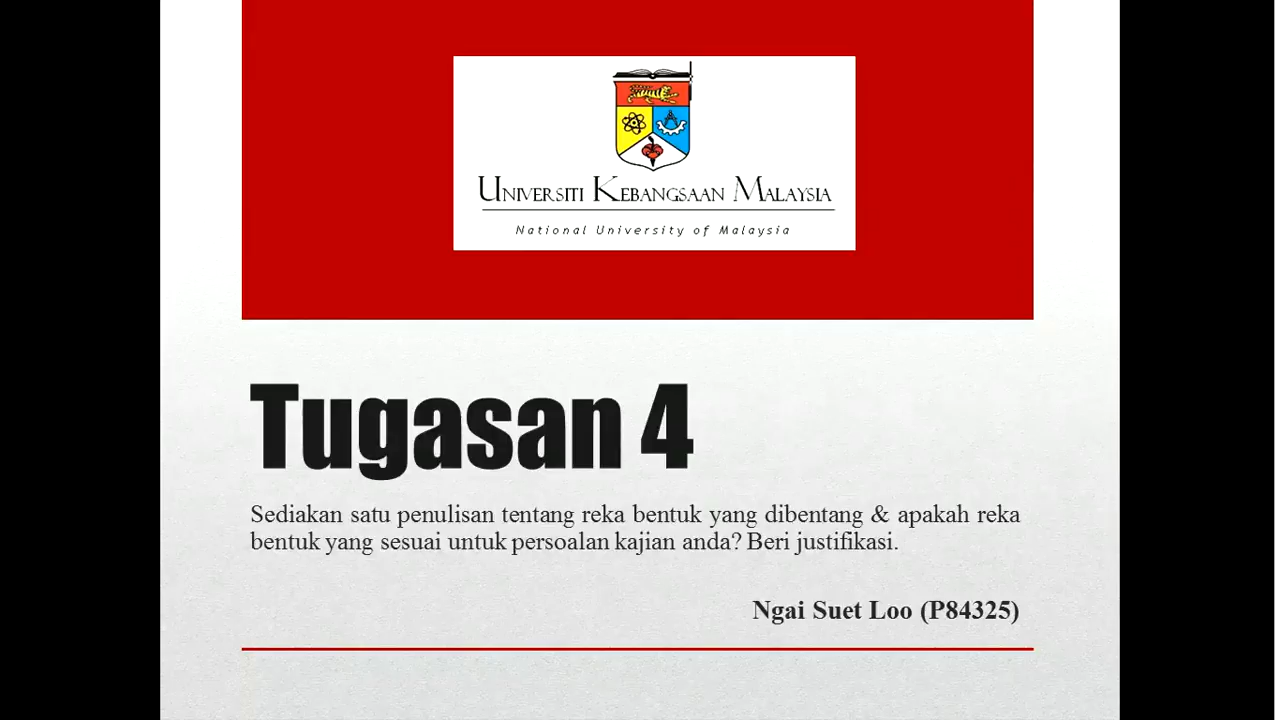 Universiti Kebangsaan Malaysia
National University of Malaysia
Tugasan 4
Sediakan satu penulisan tentang reka bentuk yang dibentang & apakah reka
bentuk yang sesuai untuk persoalan kajian anda? Beri justifikasi.
Ngai Suet Loo (P84325)